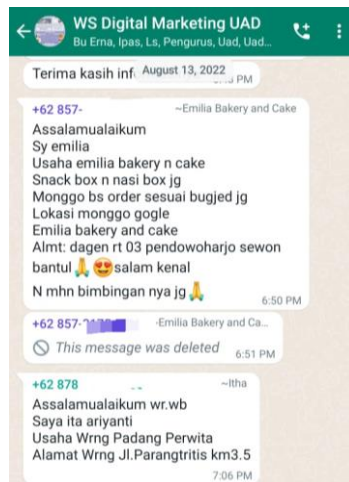 WS Digital Marketing UAD
Bu Erna, Ipas, Ls, Pengurus, Uad, Uad...
August 13, 2022
Terima kasih inf
PM
+62 857- ~Emilia Bakery and Cake
Assalamualaikum
Sy emilia
Usaha emilia bakery n cake
Snack box n nasi box jg
Monggo bs order sesuai bugjed jg
Lokasi monggo gogle
Emilia bakery and cake
Almt: dagen rt 03 pendowoharjo sewon
bantul🙏😍salam kenal
N mhn bimbingan nya jg🙏
6:50 PM
+62 857- -Emilia Bakery and Ca...
This message was deleted 6:51 PM
+62 878 ~Itha
Assalamualaikum wr.wb
Saya ita ariyanti
Usaha Wrng Padang Perwita
Alamat Wrng Jl.Parangtritis km3.5
7:06 PM